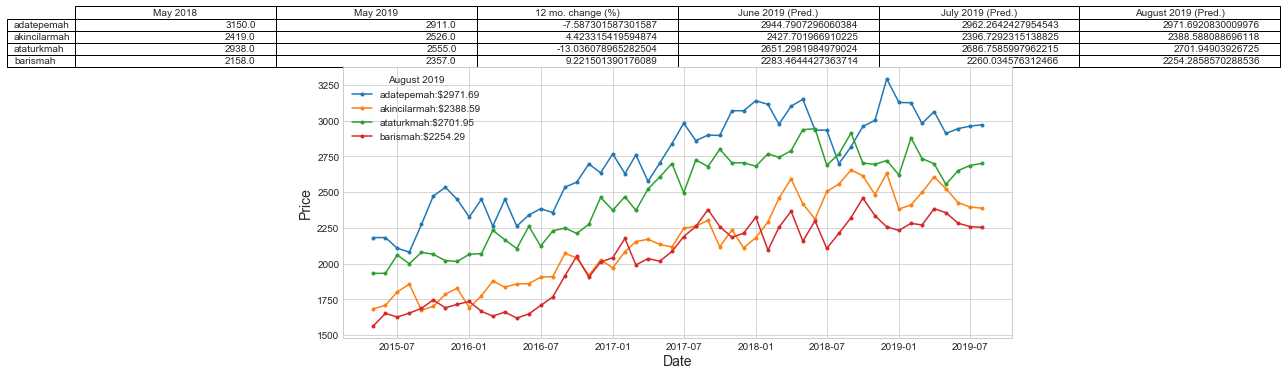 May 2018 May 2019 12 mo. change (%) June 2019 (Pred.) July 2019 (Pred.) August 2019 (Pred.)
adatepemah 3150.0 2911.0 -7.587301587301587 2944.7907296060384 2962.2642427954543 2971.6920830009976
akincilarmah 2419.0 2526.0 4.423315419594874 2427.701966910225 2396.7292315138825 2388.588088696118
ataturkmah 2938.0 2555.0 -13.036078965282504 2651.2981984979024 2686.7585997962215 2701.94903926725
barismah 2158.0 2357.0 9.221501390176089 2283.4644427363714 2260.034576312466 2254.2858570288536
August 2019
adatepemah:$2971.69
akincilarmah:$2388.59
ataturkmah:$2701.95
barismah:$2254.29
3250
3000
2750
2500
2250
2000
1750
1500
Price
2015-07 2016-01 2016-07 2017-01 2017-07 2018-01 2018-07 2019-01 2019-07
Date